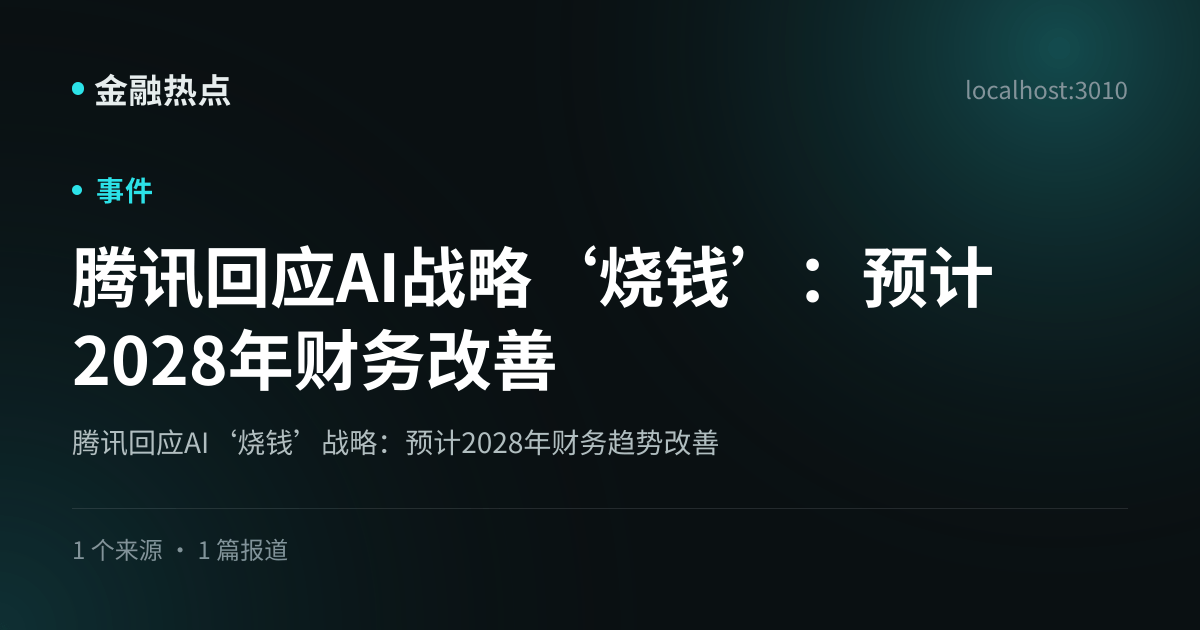 金融热点
localhost:3010
事件
腾讯回应AI战略‘烧钱’：预计
2028年财务改善
腾讯回应AI‘烧钱’战略：预计2028年财务趋势改善
1 个来源 · 1 篇报道